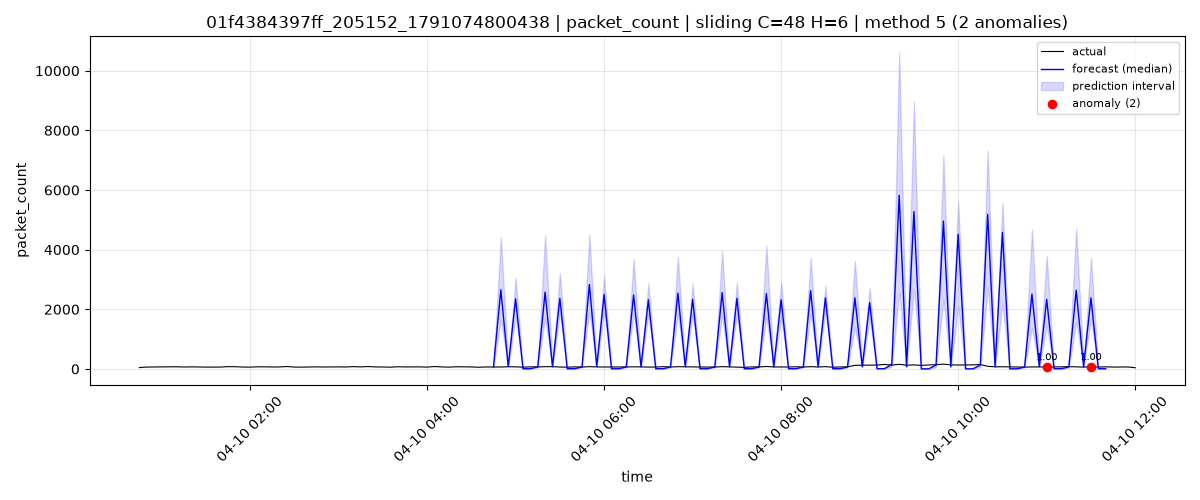 01f4384397ff_205152_1791074800438 | packet_count | sliding C=48 H=6 | method 5 (2 anomalies)
actual
forecast (median)
prediction interval
anomaly (2)
packet_count
10000
8000
6000
4000
2000
0
1.00
1.00
04-10 02:00
04-10 04:00
04-10 06:00
04-10 08:00
04-10 10:00
04-10 12:00
time